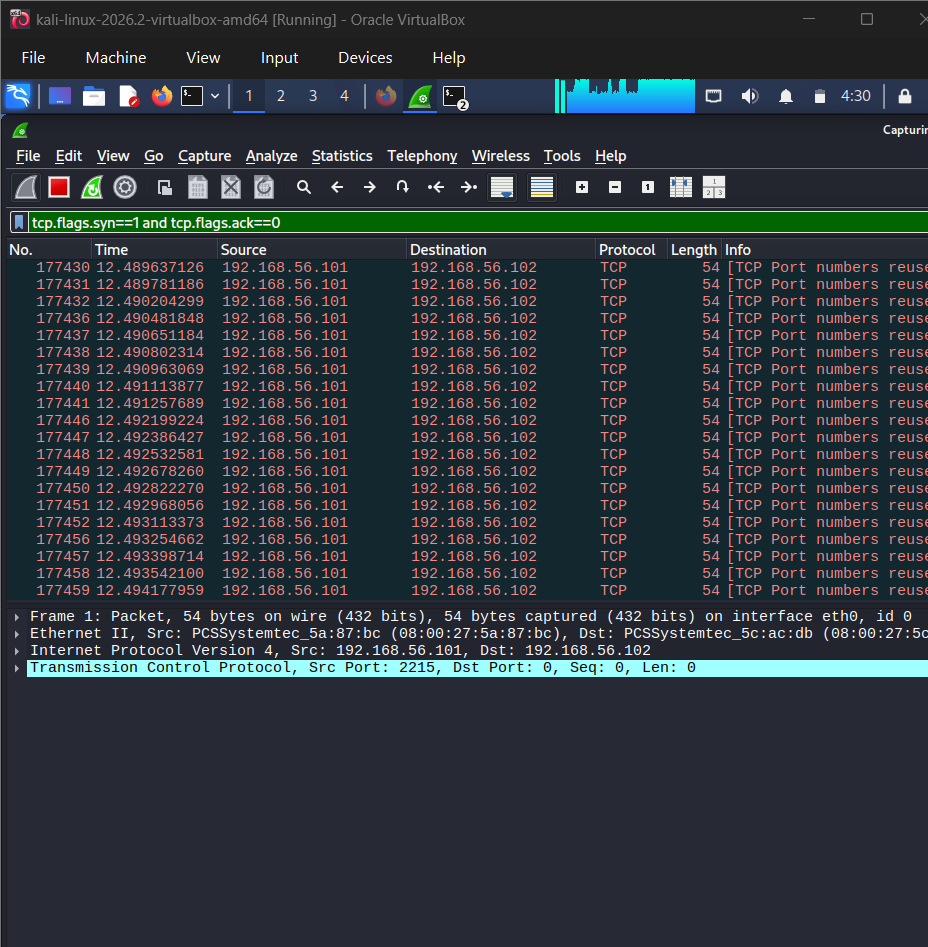 kali-linux-2026.2-virtualbox-amd64 [Running] - Oracle VirtualBox
File Machine View Input Devices Help
1 2 3 4 2 4:30
Capturin
File Edit View Go Capture Analyze Statistics Telephony Wireless Tools Help
tcp.flags.syn==1 and tcp.flags.ack==0
No. Time Source Destination Protocol Length Info
177430 12.489637126 192.168.56.101 192.168.56.102 TCP 54 [TCP Port numbers reuse
177431 12.489781186 192.168.56.101 192.168.56.102 TCP 54 [TCP Port numbers reuse
177432 12.490204299 192.168.56.101 192.168.56.102 TCP 54 [TCP Port numbers reuse
177436 12.490481848 192.168.56.101 192.168.56.102 TCP 54 [TCP Port numbers reuse
177437 12.490651184 192.168.56.101 192.168.56.102 TCP 54 [TCP Port numbers reuse
177438 12.490802314 192.168.56.101 192.168.56.102 TCP 54 [TCP Port numbers reuse
177439 12.490963069 192.168.56.101 192.168.56.102 TCP 54 [TCP Port numbers reuse
177440 12.491113877 192.168.56.101 192.168.56.102 TCP 54 [TCP Port numbers reuse
177441 12.491257689 192.168.56.101 192.168.56.102 TCP 54 [TCP Port numbers reuse
177446 12.492199224 192.168.56.101 192.168.56.102 TCP 54 [TCP Port numbers reuse
177447 12.492386427 192.168.56.101 192.168.56.102 TCP 54 [TCP Port numbers reuse
177448 12.492532581 192.168.56.101 192.168.56.102 TCP 54 [TCP Port numbers reuse
177449 12.492678260 192.168.56.101 192.168.56.102 TCP 54 [TCP Port numbers reuse
177450 12.492822270 192.168.56.101 192.168.56.102 TCP 54 [TCP Port numbers reuse
177451 12.492968056 192.168.56.101 192.168.56.102 TCP 54 [TCP Port numbers reuse
177452 12.493113373 192.168.56.101 192.168.56.102 TCP 54 [TCP Port numbers reuse
177456 12.493254662 192.168.56.101 192.168.56.102 TCP 54 [TCP Port numbers reuse
177457 12.493398714 192.168.56.101 192.168.56.102 TCP 54 [TCP Port numbers reuse
177458 12.493542100 192.168.56.101 192.168.56.102 TCP 54 [TCP Port numbers reuse
177459 12.494177959 192.168.56.101 192.168.56.102 TCP 54 [TCP Port numbers reuse
Frame 1: Packet, 54 bytes on wire (432 bits), 54 bytes captured (432 bits) on interface eth0, id 0
Ethernet II, Src: PCSSystemtec_5a:87:bc (08:00:27:5a:87:bc), Dst: PCSSystemtec_5c:ac:db (08:00:27:5c
Internet Protocol Version 4, Src: 192.168.56.101, Dst: 192.168.56.102
Transmission Control Protocol, Src Port: 2215, Dst Port: 0, Seq: 0, Len: 0